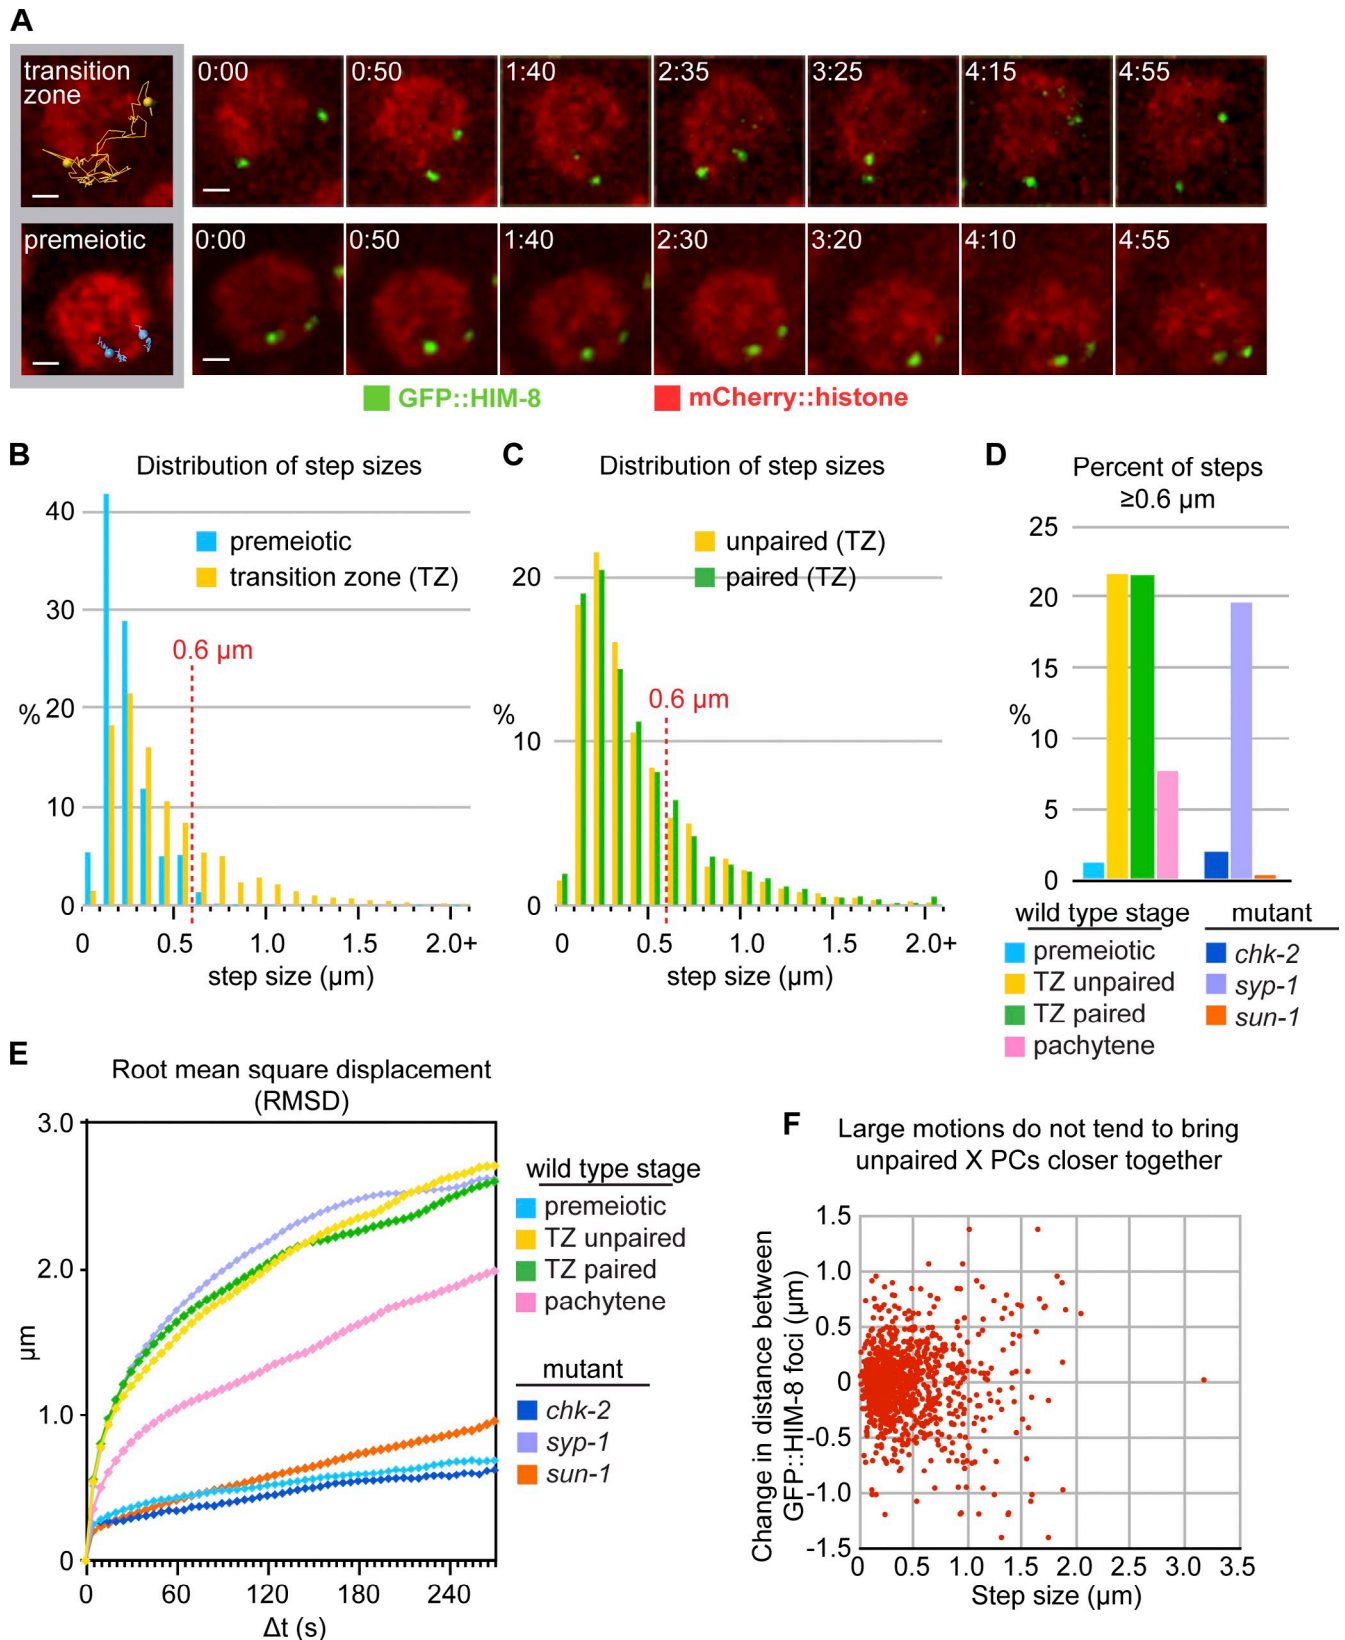 A
transition
zone
0:00
0:50
1:40
2:35
3:25
4:15
4:55
premeiotic
0:00
0:50
1:40
2:30
3:20
4:10
4:55
GFP::HIM-8
mCherry::histone
B
Distribution of step sizes
premeiotic
transition zone (TZ)
0.6 µm
%
40
30
20
10
0
0
0.5
1.0
1.5
2.0+
step size (µm)
C
Distribution of step sizes
unpaired (TZ)
paired (TZ)
0.6 µm
%
20
10
0
0
0.5
1.0
1.5
2.0+
step size (µm)
D
Percent of steps
≥0.6 µm
25
20
15
10
5
0
%
wild type stage
premeiotic
TZ unpaired
TZ paired
pachytene
mutant
chk-2
syp-1
sun-1
E
Root mean square displacement
(RMSD)
3.0
2.0
1.0
0
µm
0
60
120
180
240
Δt (s)
wild type stage
premeiotic
TZ unpaired
TZ paired
pachytene
mutant
chk-2
syp-1
sun-1
F
Large motions do not tend to bring
unpaired X PCs closer together
Change in distance between
GFP::HIM-8 foci (µm)
1.5
1.0
0.5
0
-0.5
-1.0
-1.5
0
0.5
1.0
1.5
2.0
2.5
3.0
3.5
Step size (µm)